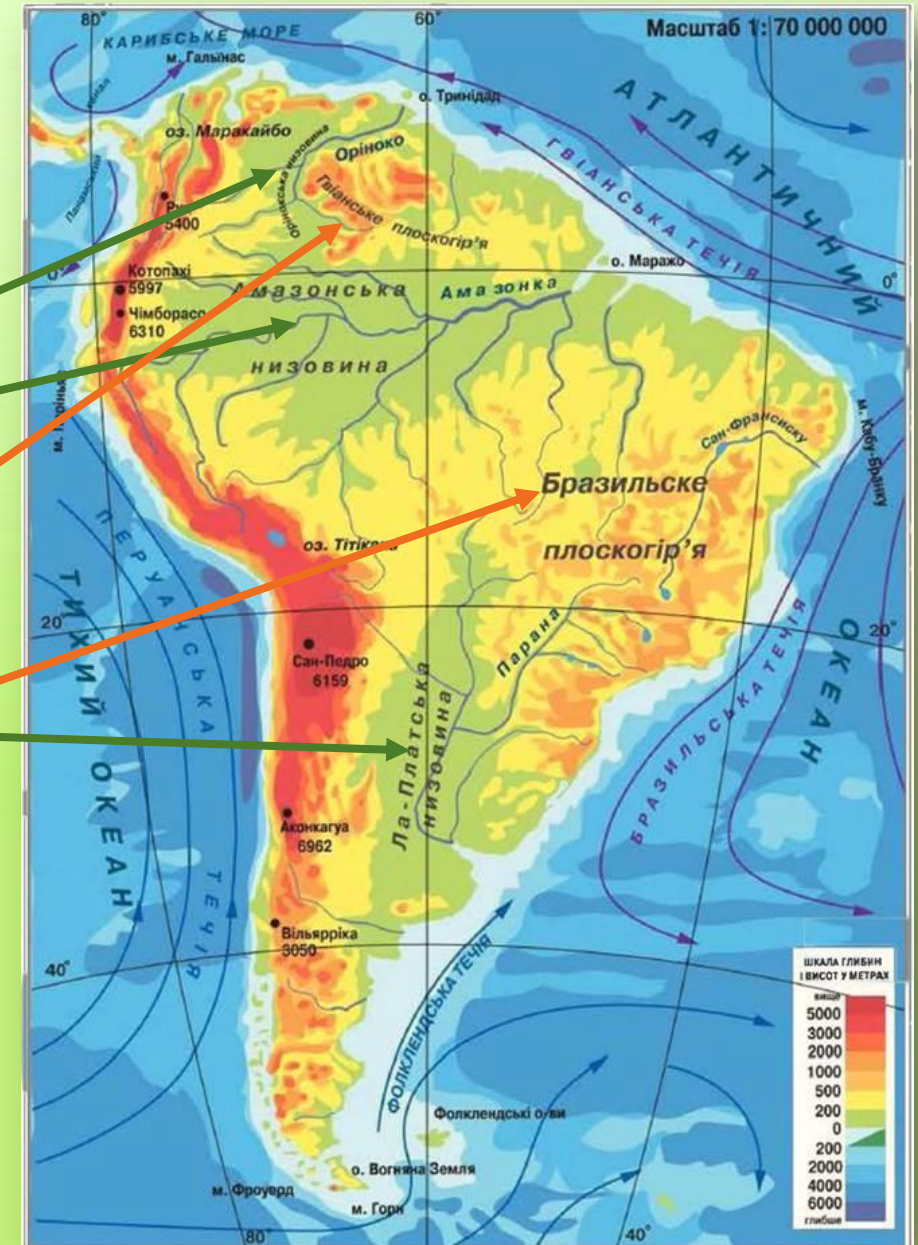 80°
60°
Масштаб 1: 70 000 000
КАРИБСЬКЕ МОРЕ
м. Гальїнас
о. Тринідад
АТЛАНТИЧНИЙ
оз. Маракайбо
Оріноко
Орінокська низовина
ГВІАНСЬКА ТЕЧІЯ
Гвіанське
плоскогір’я
5400
о. Маражо
0°
Котопахі
5997
Чімборасо
6310
Амазонська
Амазонка
низовина
Сан-Франсиску
м. Кабу-Бранку
Бразильске
плоскогір’я
ПЕРУАНСЬКА
ТЕЧІЯ
оз. Тітікака
ТИХИЙ ОКЕАН
20°
20°
Сан-Педро
6159
Парана
Ла-Платська
низовина
БРАЗИЛЬСЬКА ТЕЧІЯ
ОКЕАН
Аконкагуа
6962
Вільярріка
3050
40°
ФОЛКЛЕНДСЬКА ТЕЧІЯ
ШКАЛА ГЛИБИН
І ВИСОТ У МЕТРАХ
вище
5000
3000
2000
1000
500
200
0
200
2000
4000
6000
глибше
Фолклендські о-ви
о. Вогняна Земля
м. Фроуерд
м. Горн
80°
40°